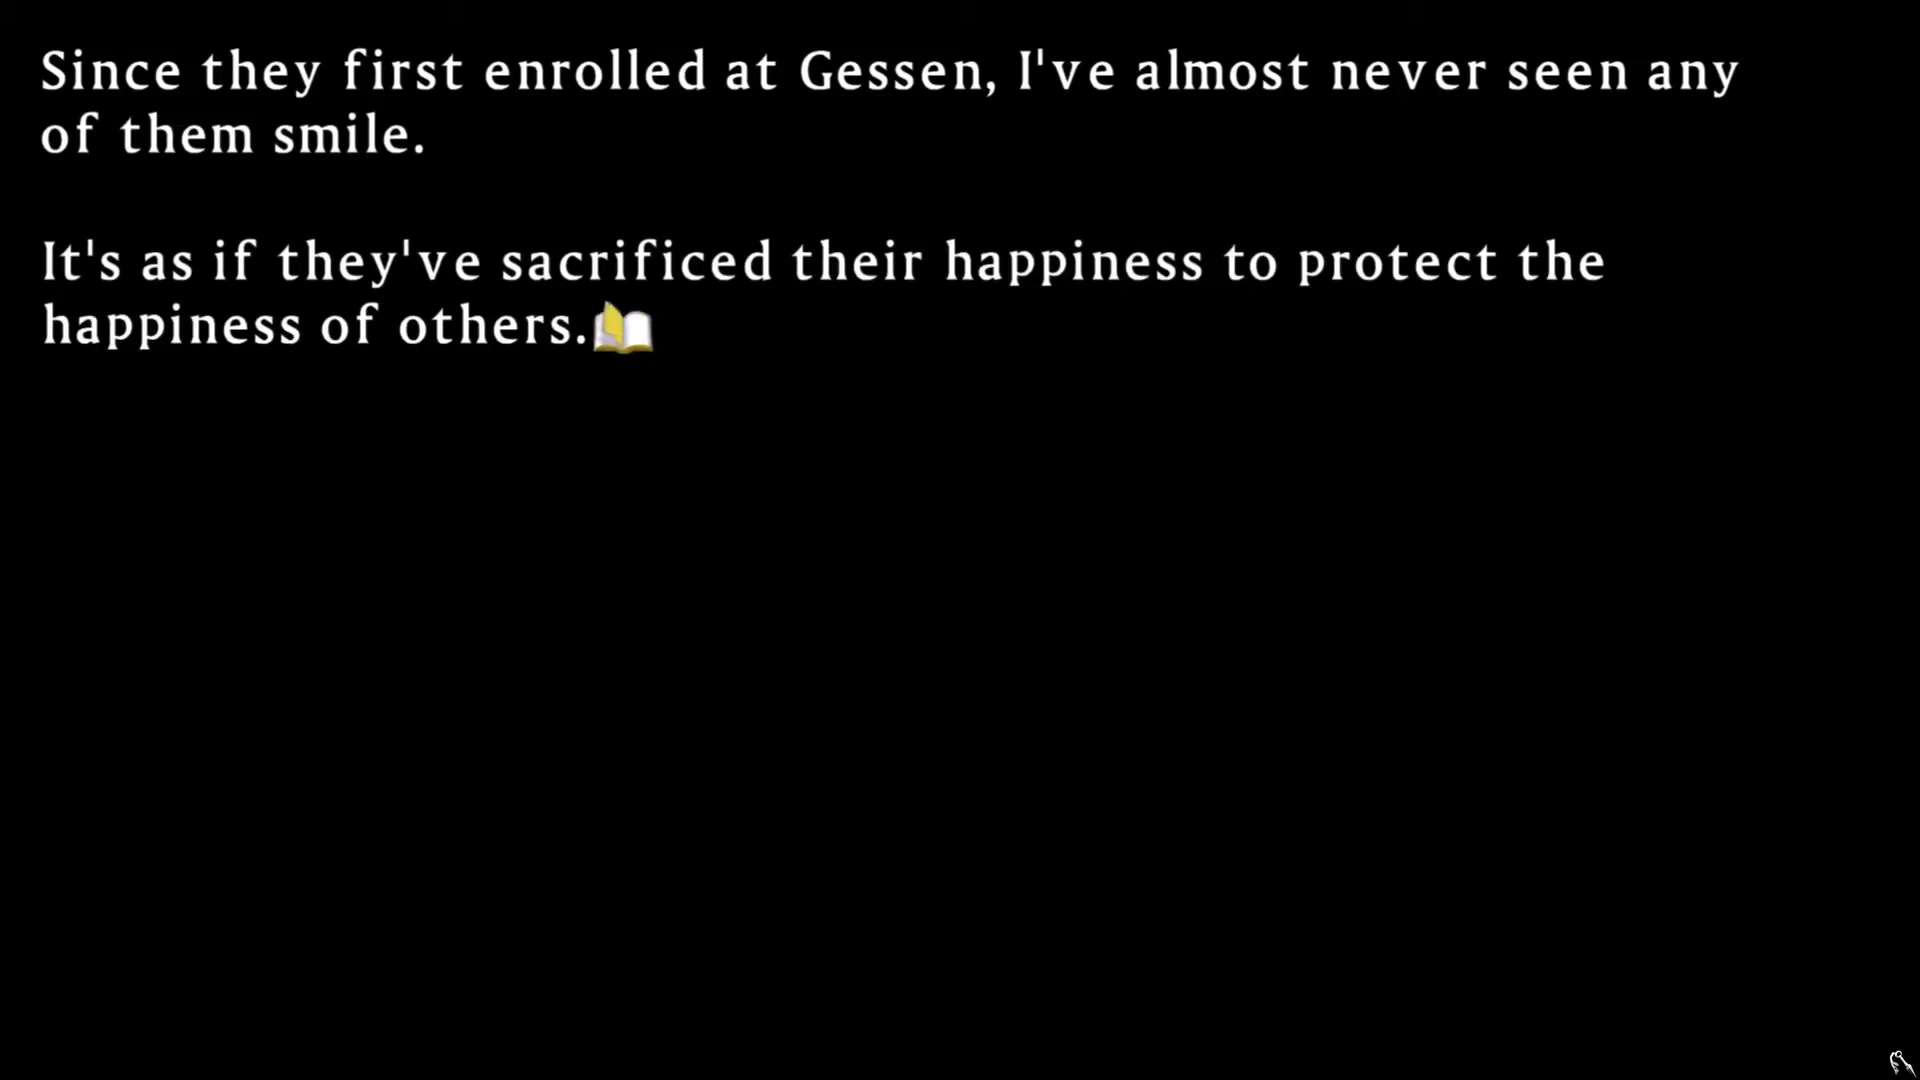 Since they first enrolled at Gessen, I've almost never seen any
of them smile.
It's as if they've sacrificed their happiness to protect the
happiness of others.